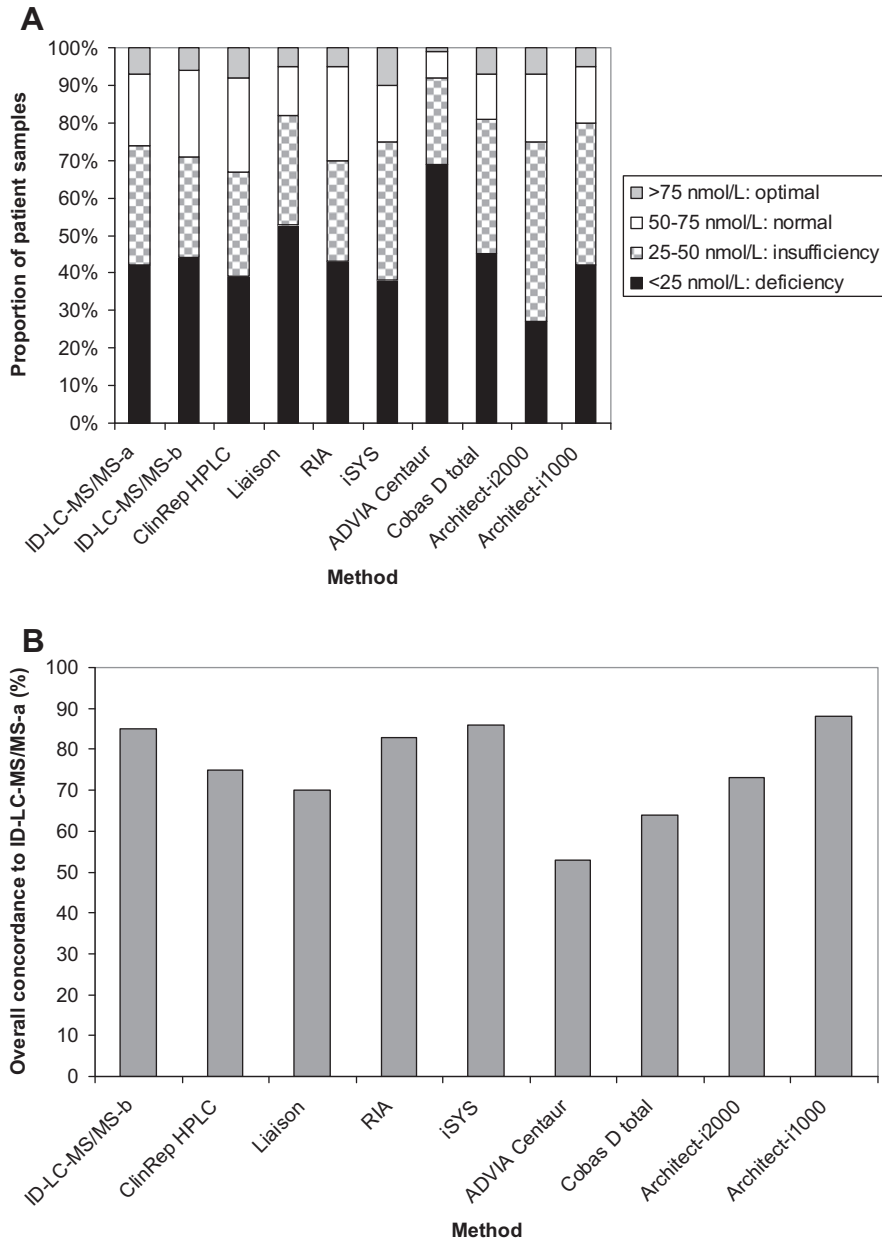 A
Proportion of patient samples
100%
90%
80%
70%
60%
50%
40%
30%
20%
10%
0%
ID-LC-MS/MS-a
ID-LC-MS/MS-b
ClinRep HPLC
Liaison
RIA
iSYS
ADVIA Centaur
Cobas D total
Architect-i2000
Architect-i1000
Method
>75 nmol/L: optimal
50-75 nmol/L: normal
25-50 nmol/L: insufficiency
<25 nmol/L: deficiency
B
Overall concordance to ID-LC-MS/MS-a (%)
100
90
80
70
60
50
40
30
20
10
0
ID-LC-MS/MS-b
ClinRep HPLC
Liaison
RIA
iSYS
ADVIA Centaur
Cobas D total
Architect-i2000
Architect-i1000
Method